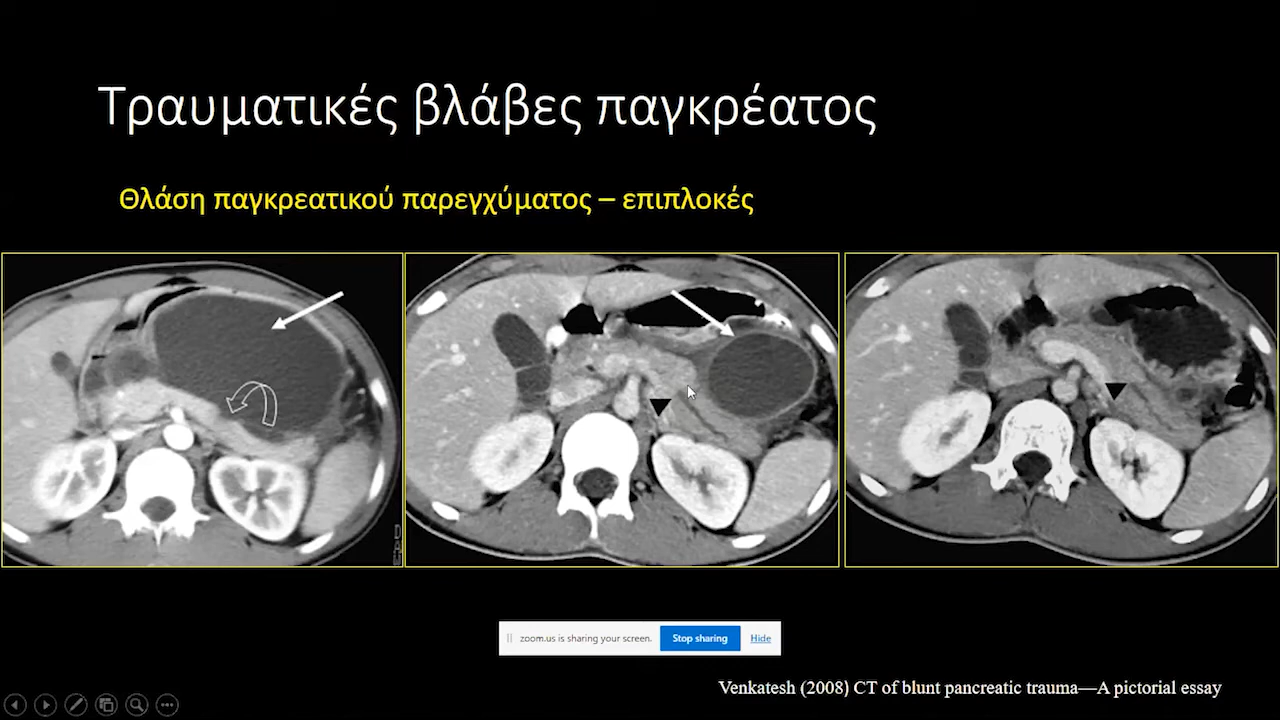 Τραυματικές βλάβες παγκρέατος
Θλάση παγκρεατικού παρεγχύματος – επιπλοκές
zoom.us is sharing your screen. Stop sharing Hide
Venkatesh (2008) CT of blunt pancreatic trauma—A pictorial essay